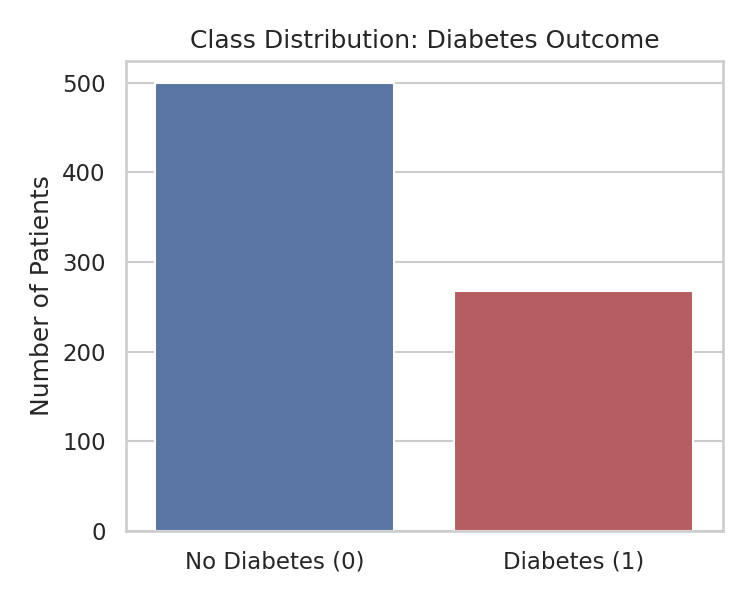 Class Distribution: Diabetes Outcome
Number of Patients
500
400
300
200
100
0
No Diabetes (0)
Diabetes (1)